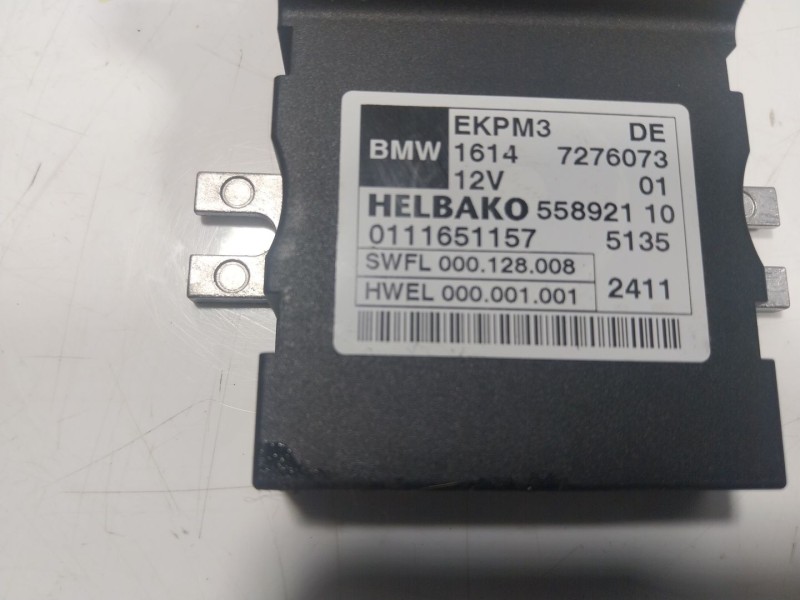 BMW
EKPM3 DE
1614 7276073
12V 01
HELBAKO 558921 10
0111651157 5135
SWFL 000.128.008
HWEL 000.001.001 2411